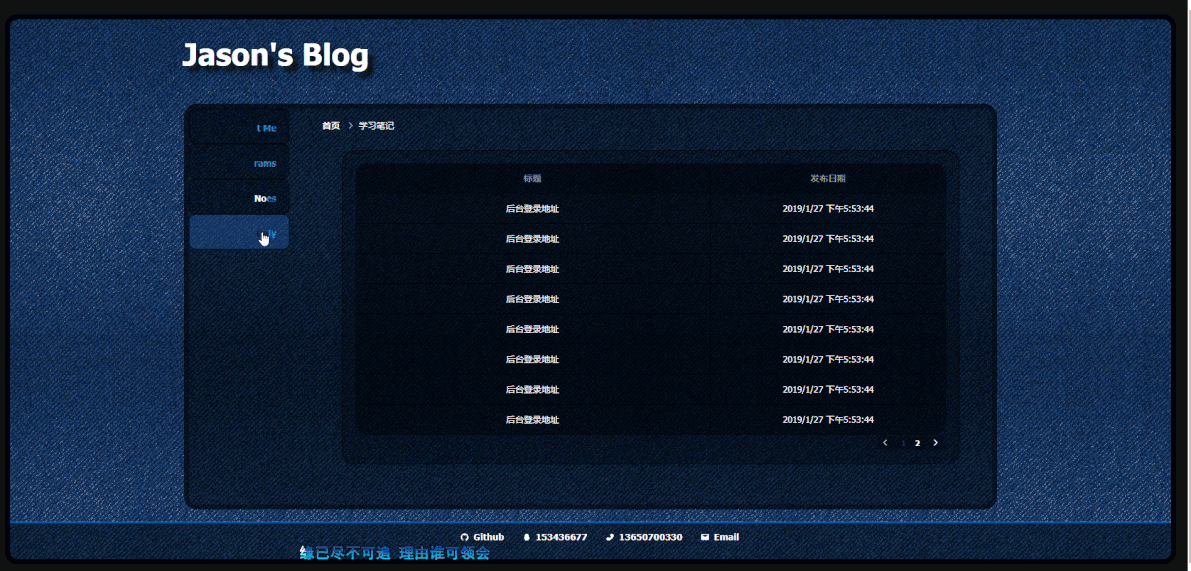 Jason's Blog
t Me
rams
No es
ly
首页 > 学习笔记
标题 发布日期
后台登录地址 2019/1/27 下午5:53:44
后台登录地址 2019/1/27 下午5:53:44
后台登录地址 2019/1/27 下午5:53:44
后台登录地址 2019/1/27 下午5:53:44
后台登录地址 2019/1/27 下午5:53:44
后台登录地址 2019/1/27 下午5:53:44
后台登录地址 2019/1/27 下午5:53:44
后台登录地址 2019/1/27 下午5:53:44
< 1 2 >
Github 153436677 13650700330 Email
缘已尽不可追 理由谁可领会